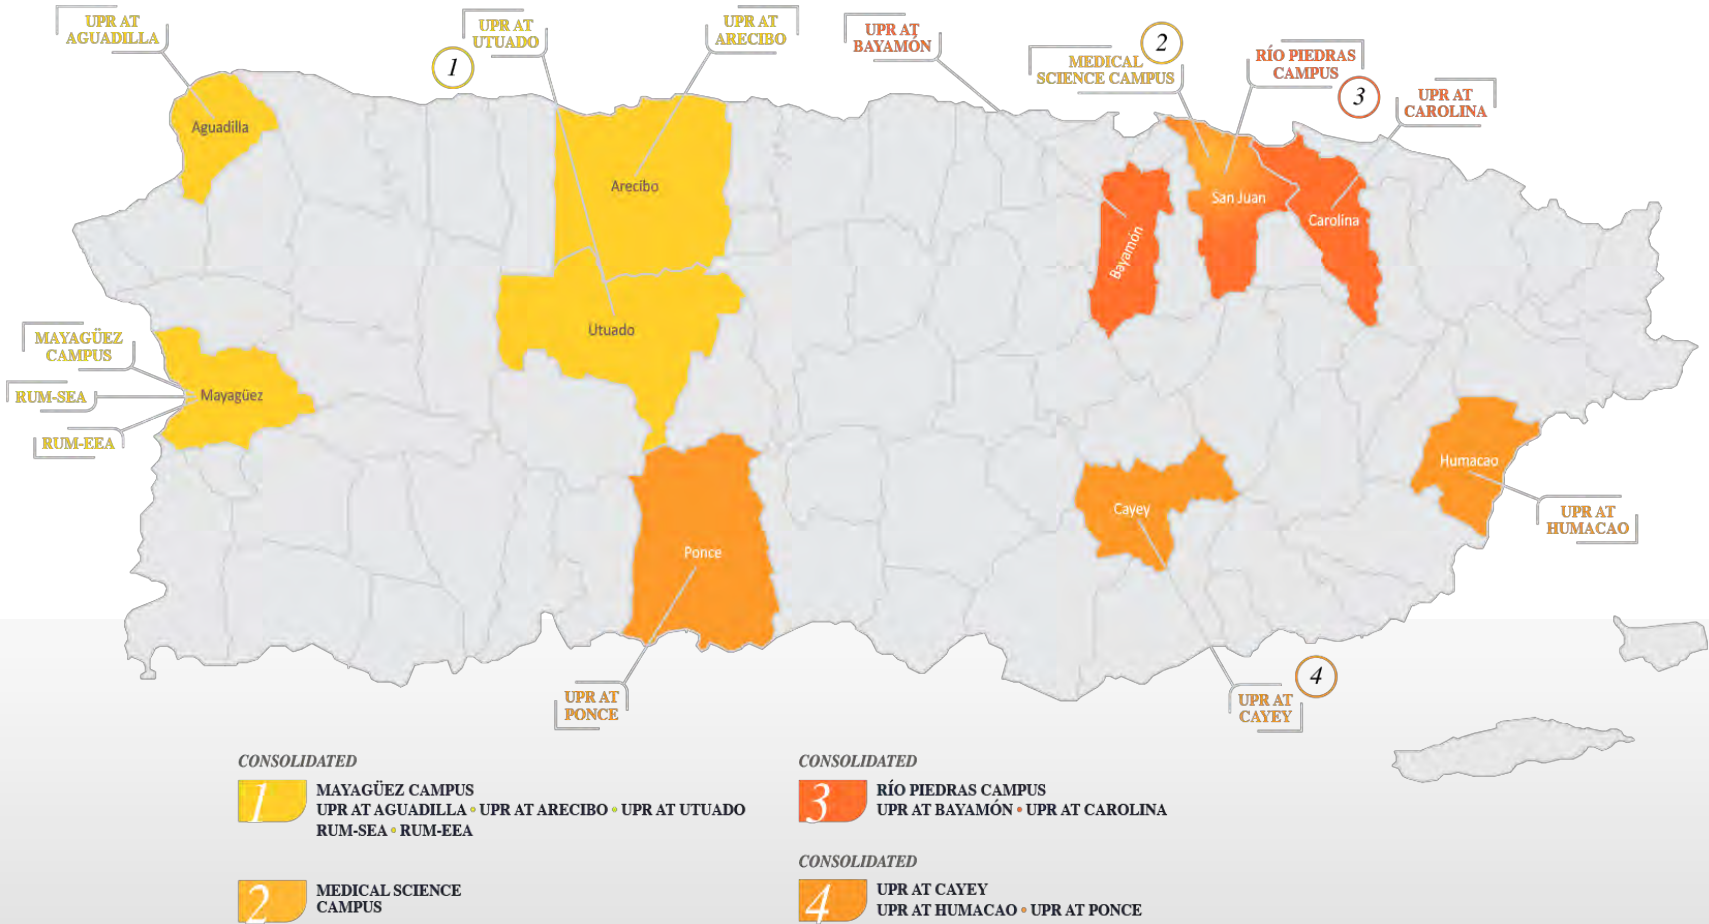 UPR AT
AGUADILLA
1
UPR AT
UTUADO
UPR AT
ARECIBO
UPR AT
BAYAMÓN
2
MEDICAL
SCIENCE CAMPUS
RÍO PIEDRAS
CAMPUS
3
UPR AT
CAROLINA
Aguadilla
Arecibo
San Juan
Carolina
Bayamón
Utuado
MAYAGÜEZ
CAMPUS
RUM-SEA
RUM-EEA
Mayagüez
Humacao
UPR AT
HUMACAO
Cayey
Ponce
UPR AT
PONCE
4
UPR AT
CAYEY
CONSOLIDATED
1
MAYAGÜEZ CAMPUS
UPR AT AGUADILLA • UPR AT ARECIBO • UPR AT UTUADO
RUM-SEA • RUM-EEA
2
MEDICAL SCIENCE
CAMPUS
CONSOLIDATED
3
RÍO PIEDRAS CAMPUS
UPR AT BAYAMÓN • UPR AT CAROLINA
CONSOLIDATED
4
UPR AT CAYEY
UPR AT HUMACAO • UPR AT PONCE